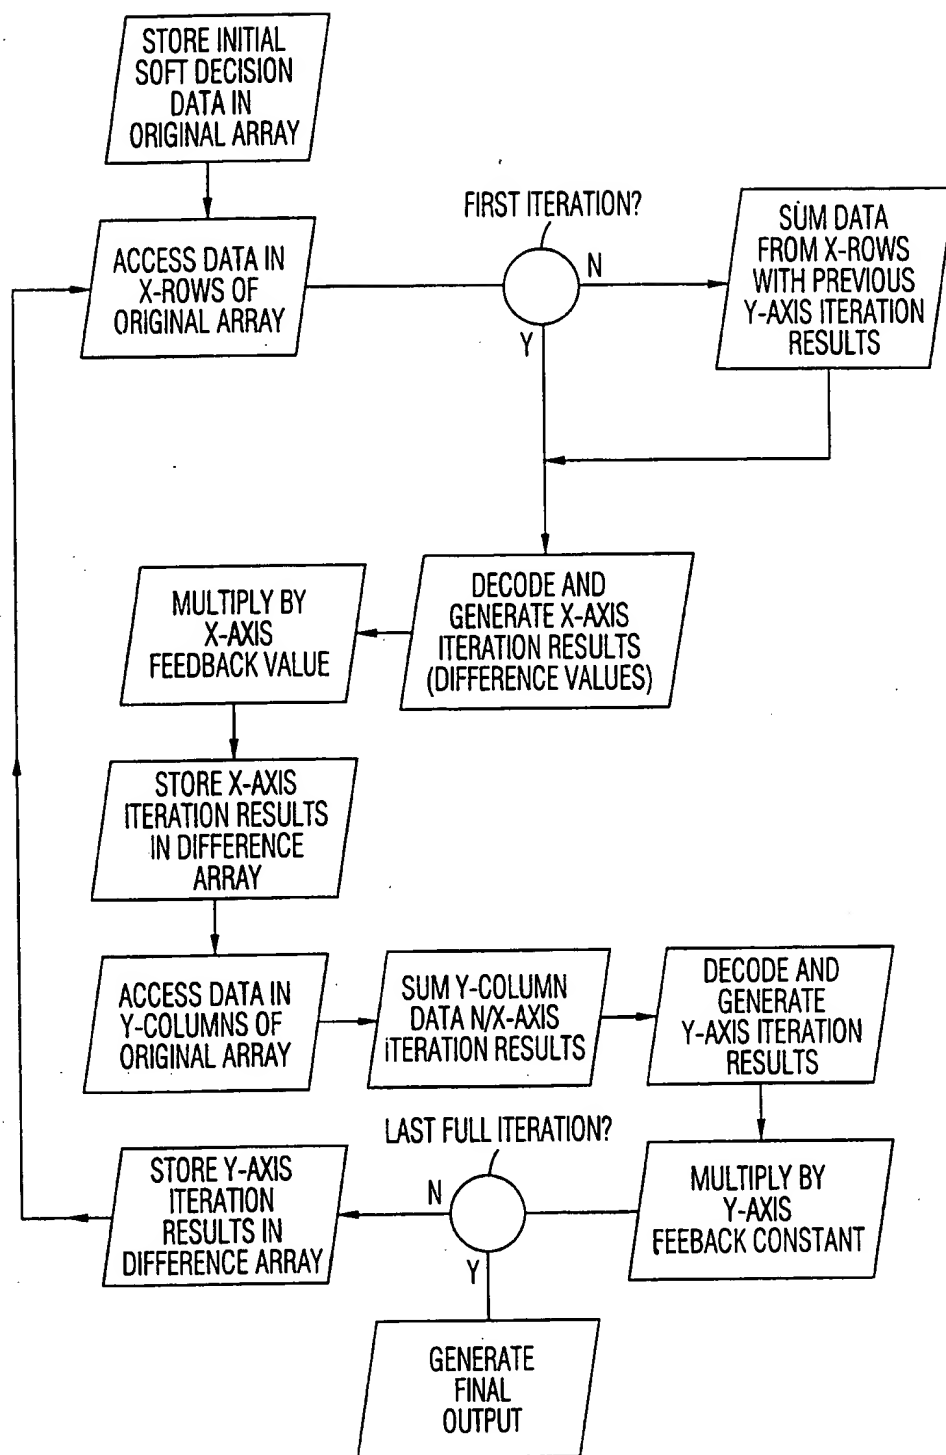 STORE INITIAL
SOFT DECISION
DATA IN
ORIGINAL ARRAY
ACCESS DATA IN
X-ROWS OF
ORIGINAL ARRAY
FIRST ITERATION?
N
Y
SUM DATA
FROM X-ROWS
WITH PREVIOUS
Y-AXIS ITERATION
RESULTS
DECODE AND
GENERATE X-AXIS
ITERATION RESULTS
(DIFFERENCE VALUES)
MULTIPLY BY
X-AXIS
FEEDBACK VALUE
STORE X-AXIS
ITERATION RESULTS
IN DIFFERENCE
ARRAY
ACCESS DATA IN
Y-COLUMNS OF
ORIGINAL ARRAY
SUM Y-COLUMN
DATA N/X-AXIS
ITERATION RESULTS
DECODE AND
GENERATE
Y-AXIS ITERATION
RESULTS
MULTIPLY BY
Y-AXIS
FEEBACK CONSTANT
LAST FULL ITERATION?
N
Y
STORE Y-AXIS
ITERATION
RESULTS IN
DIFFERENCE ARRAY
GENERATE
FINAL
OUTPUT